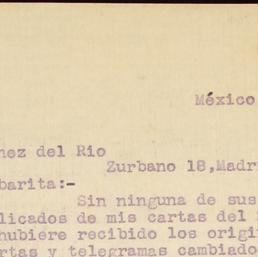 México
nez del Rio
Zurbano 18,Madri
barita:-
Sin ninguna de sus
licados de mis cartas del
hubiere recibido los origi
rtas y telegramas cambiado